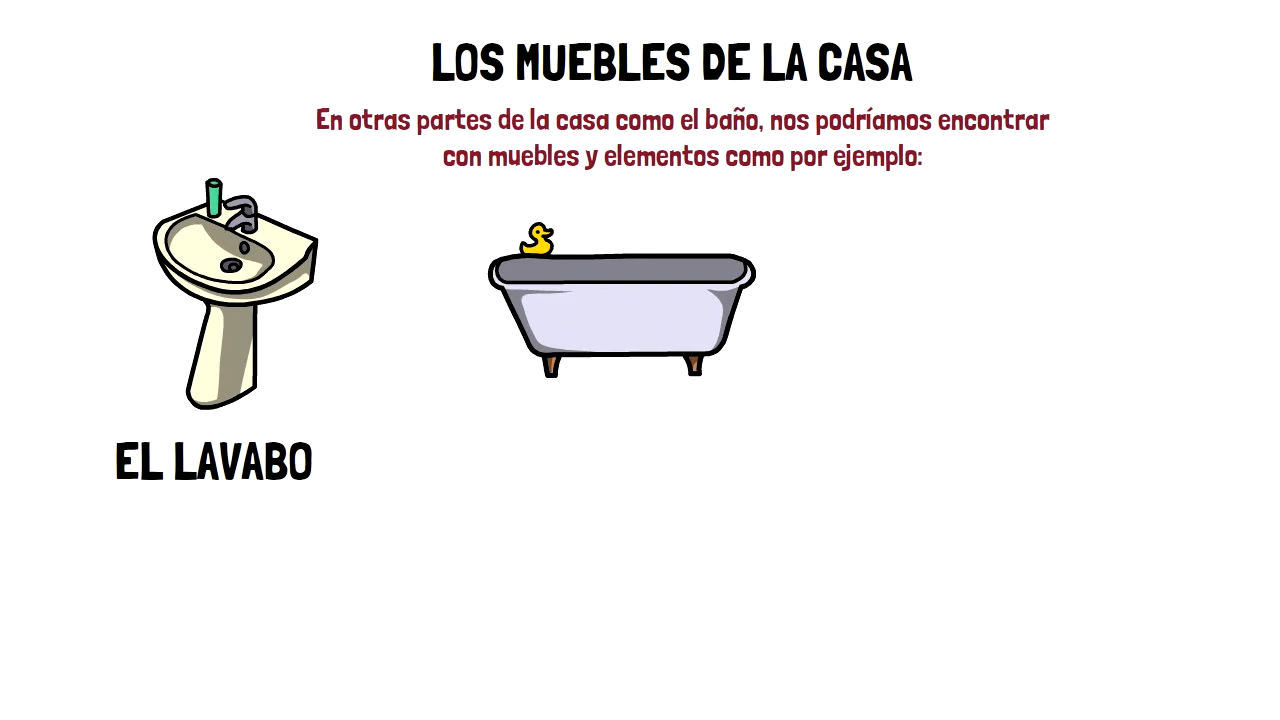 LOS MUEBLES DE LA CASA
En otras partes de la casa como el baño, nos podríamos encontrar
con muebles y elementos como por ejemplo:
EL LAVABO